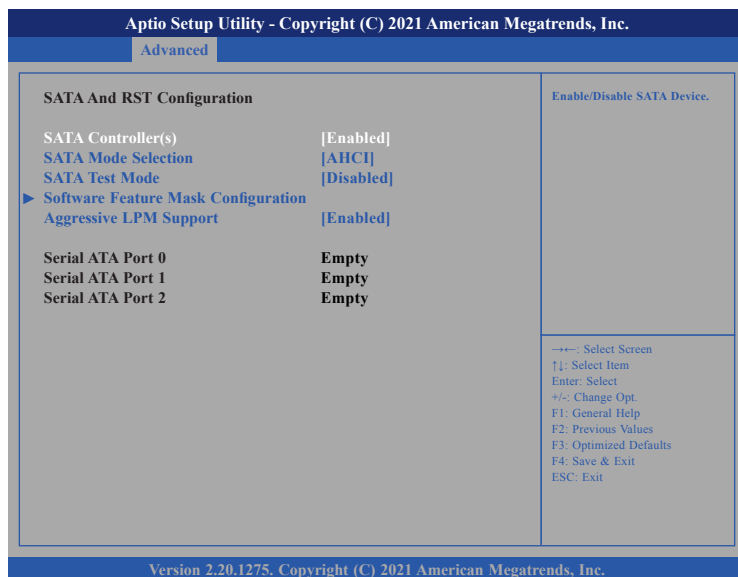 Aptio Setup Utility - Copyright (C) 2021 American Megatrends, Inc.
Advanced
SATA And RST Configuration
SATA Controller(s) [Enabled]
SATA Mode Selection [AHCI]
SATA Test Mode [Disabled]
► Software Feature Mask Configuration
Aggressive LPM Support [Enabled]
Serial ATA Port 0 Empty
Serial ATA Port 1 Empty
Serial ATA Port 2 Empty
Enable/Disable SATA Device.
→←: Select Screen
↑↓: Select Item
Enter: Select
+/-: Change Opt.
F1: General Help
F2: Previous Values
F3: Optimized Defaults
F4: Save & Exit
ESC: Exit
Version 2.20.1275. Copyright (C) 2021 American Megatrends, Inc.